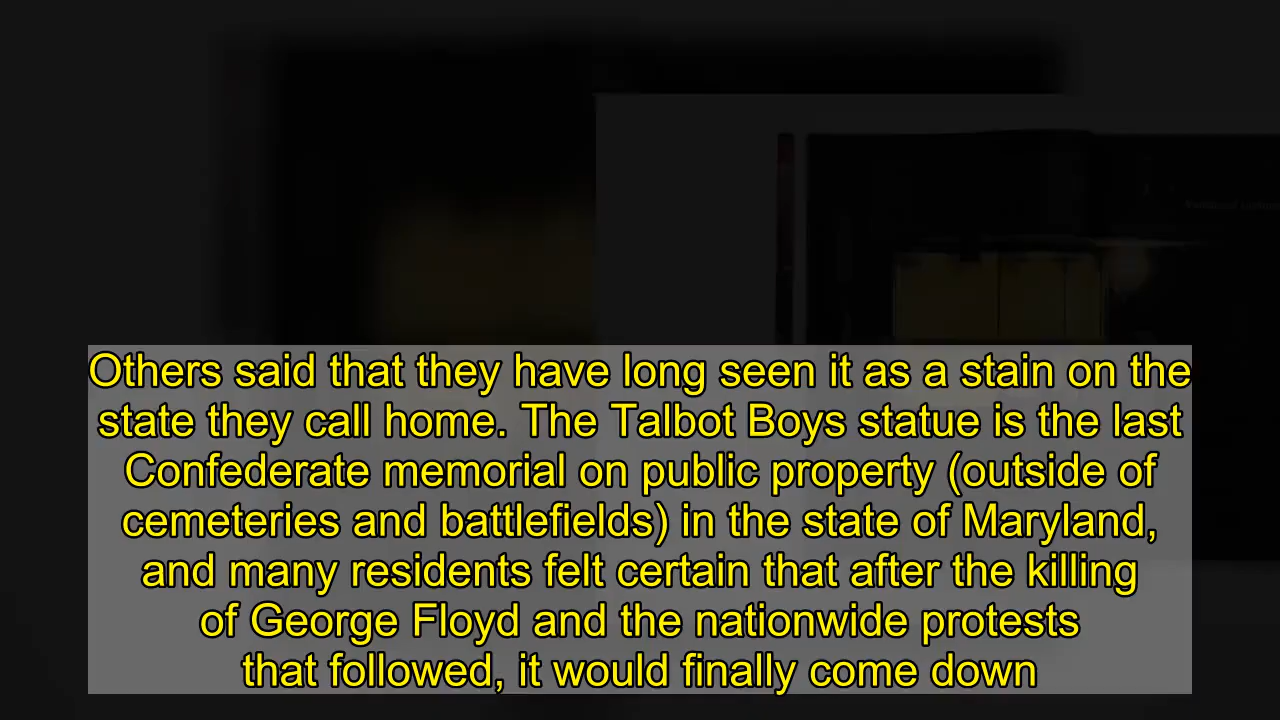 Others said that they have long seen it as a stain on the
state they call home. The Talbot Boys statue is the last
Confederate memorial on public property (outside of
cemeteries and battlefields) in the state of Maryland,
and many residents felt certain that after the killing
of George Floyd and the nationwide protests
that followed, it would finally come down